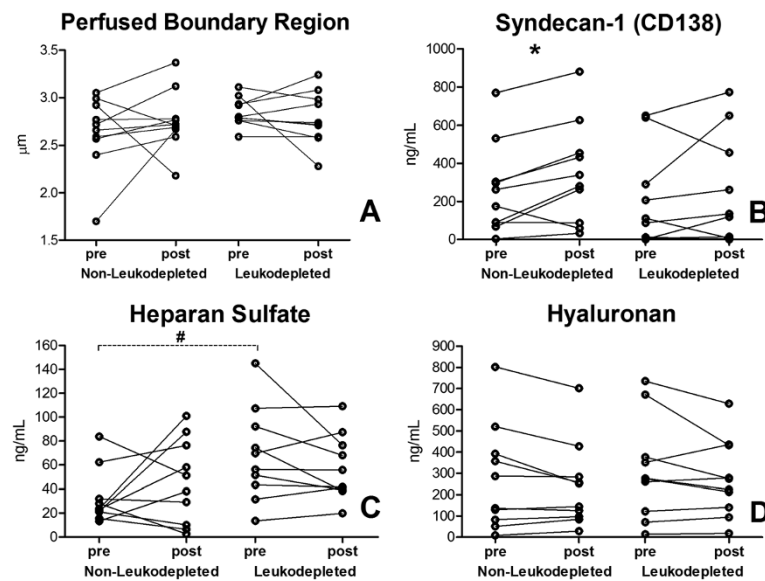 Perfused Boundary Region
3.5
3.0
2.5
2.0
1.5
μm
pre
post
pre
post
Non-Leukodepleted
Leukodepleted
A
Syndecan-1 (CD138)
1000
800
600
400
200
0
ng/mL
*
pre
post
pre
post
Non-Leukodepleted
Leukodepleted
B
Heparan Sulfate
160
140
120
100
80
60
40
20
0
ng/mL
#
pre
post
pre
post
Non-Leukodepleted
Leukodepleted
C
Hyaluronan
900
800
700
600
500
400
300
200
100
0
ng/mL
pre
post
pre
post
Non-Leukodepleted
Leukodepleted
D